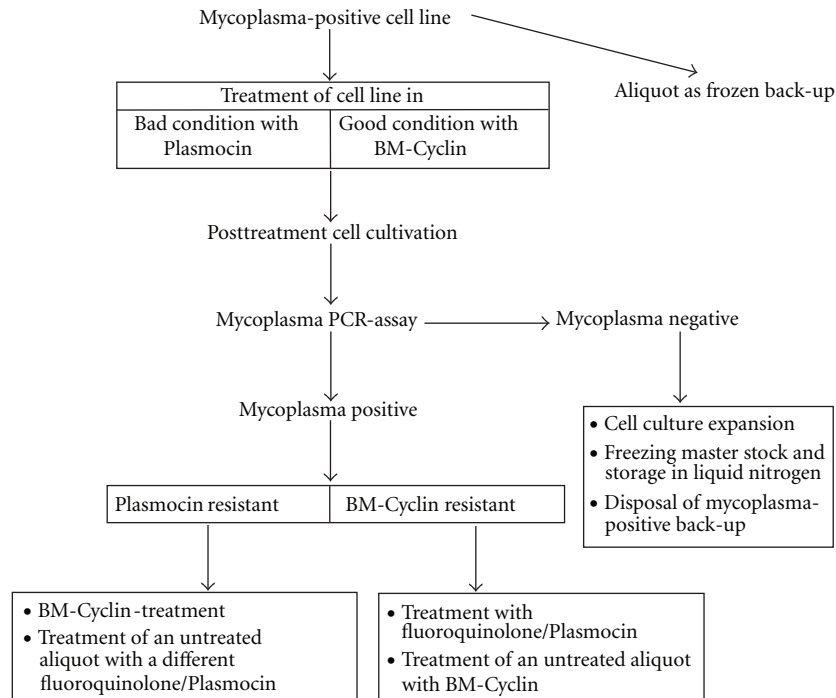 Mycoplasma-positive cell line
Aliquot as frozen back-up
Treatment of cell line in
Bad condition with
Plasmocin
Good condition with
BM-Cyclin
Posttreatment cell cultivation
Mycoplasma PCR-assay
Mycoplasma negative
Mycoplasma positive
• Cell culture expansion
• Freezing master stock and
storage in liquid nitrogen
• Disposal of mycoplasma-
positive back-up
Plasmocin resistant
BM-Cyclin resistant
• BM-Cyclin-treatment
• Treatment of an untreated
aliquot with a different
fluoroquinolone/Plasmocin
• Treatment with
fluoroquinolone/Plasmocin
• Treatment of an untreated aliquot
with BM-Cyclin